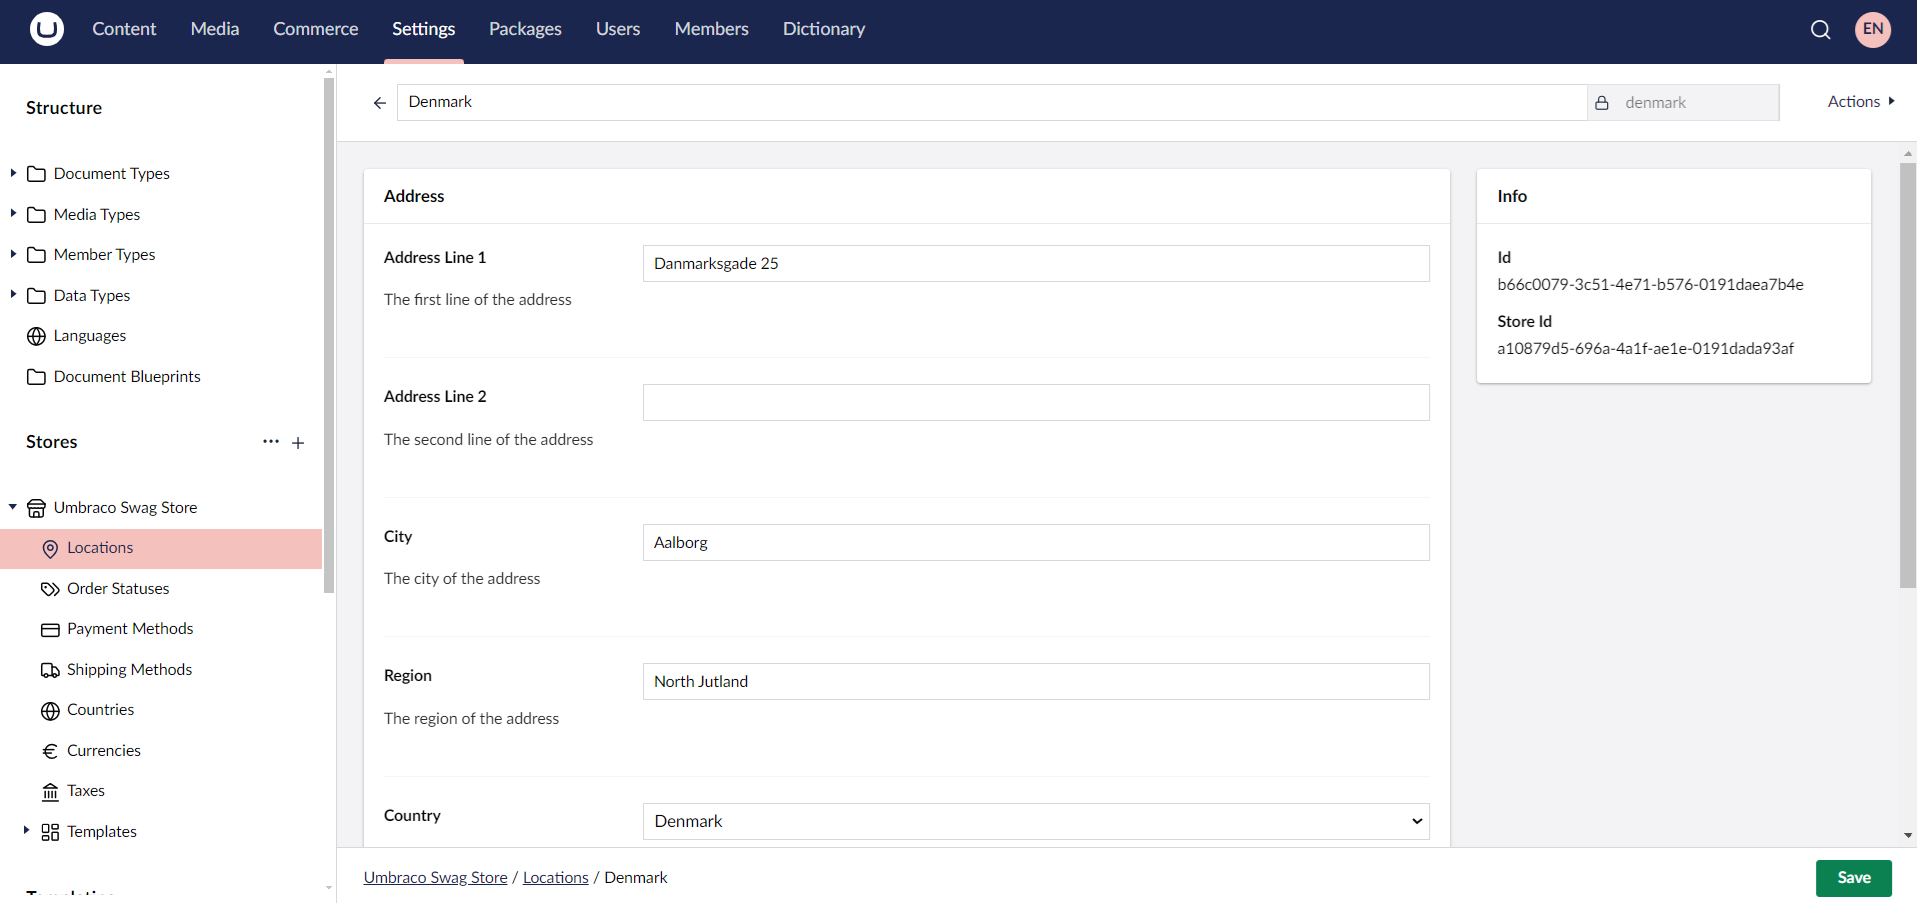 Content Media Commerce Settings Packages Users Members Dictionary EN
Structure
Document Types
Media Types
Member Types
Data Types
Languages
Document Blueprints
Stores
Umbraco Swag Store
Locations
Order Statuses
Payment Methods
Shipping Methods
Countries
Currencies
Taxes
Templates
Denmark denmark Actions
Address
Address Line 1
Danmarksgade 25
The first line of the address
Address Line 2
The second line of the address
City
Aalborg
The city of the address
Region
North Jutland
The region of the address
Country
Denmark
Info
Id
b66c0079-3c51-4e71-b576-0191daea7b4e
Store Id
a10879d5-696a-4a1f-ae1e-0191dada93af
Umbraco Swag Store / Locations / Denmark
Save